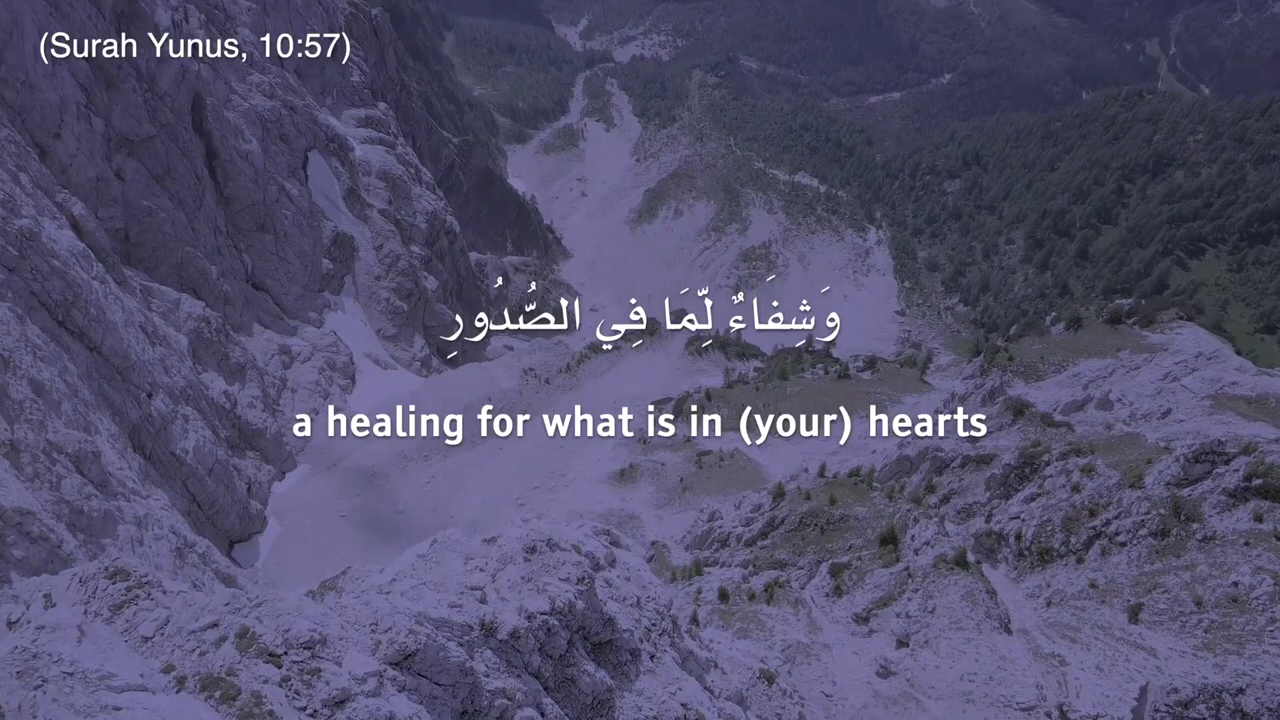 (Surah Yunus, 10:57)
وَشِفَاءٌ لِّمَا فِي الصُّدُورِ
a healing for what is in (your) hearts